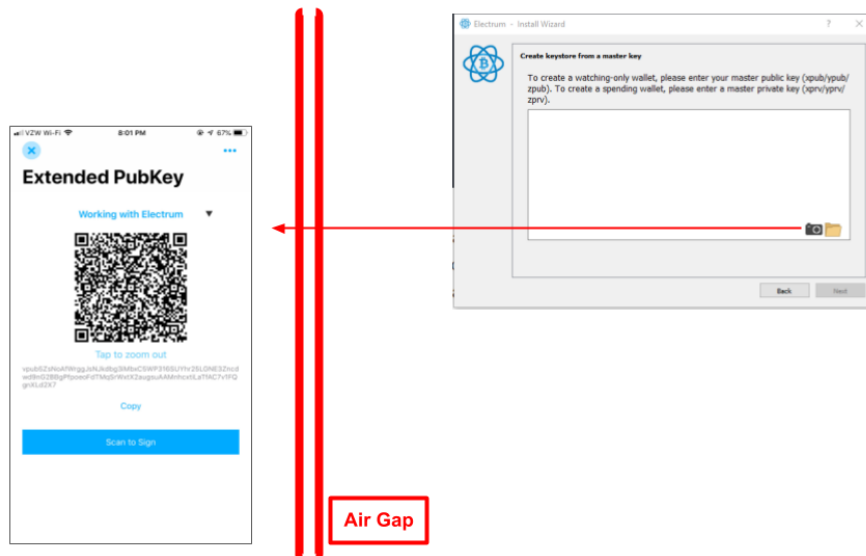 Electrum - Install Wizard
Create keystore from a master key
To create a watching-only wallet, please enter your master public key (xpub/ypub/
zpub). To create a spending wallet, please enter a master private key (xprv/yprv/
zprv).
Back Next
VZW Wi-Fi 8:01 PM 67%
Extended PubKey
Working with Electrum
Tap to zoom out
Copy
Scan to Sign
Air Gap